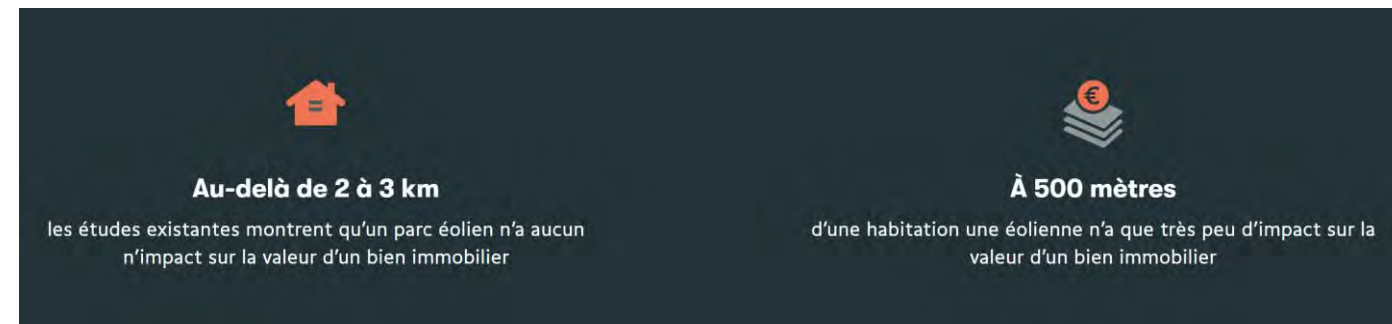 Au-delà de 2 à 3 km
les études existantes montrent qu'un parc éolien n'a aucun
n'impact sur la valeur d'un bien immobilier
€
À 500 mètres
d'une habitation une éolienne n'a que très peu d'impact sur la
valeur d'un bien immobilier